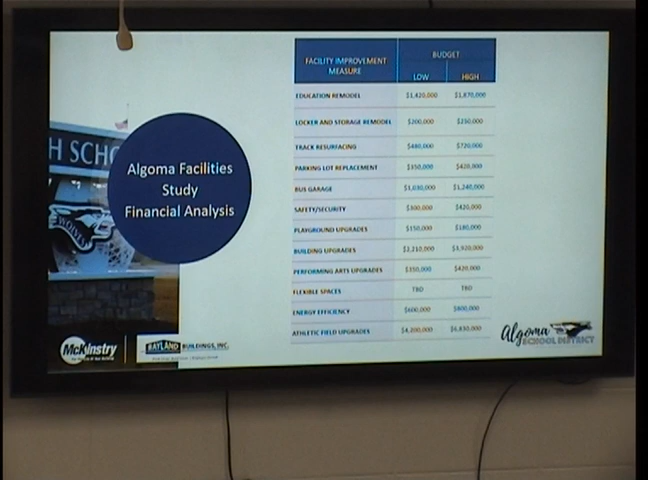 FACILITY IMPROVEMENT
MEASURE
BUDGET
LOW HIGH
EDUCATION REMODEL $1,420,000 $1,870,000
LOCKER AND STORAGE REMODEL $200,000 $250,000
TRACK RESURFACING $480,000 $720,000
PARKING LOT REPLACEMENT $350,000 $420,000
BUS GARAGE $1,030,000 $1,240,000
SAFETY/SECURITY $300,000 $420,000
PLAYGROUND UPGRADES $150,000 $180,000
BUILDING UPGRADES $2,210,000 $3,920,000
PERFORMING ARTS UPGRADES $350,000 $420,000
FLEXIBLE SPACES TBD TBD
ENERGY EFFICIENCY $600,000 $800,000
ATHLETIC FIELD UPGRADES $4,200,000 $6,830,000
Algoma Facilities
Study
Financial Analysis
H SCHO
WOLVES
McKinstry
BAYLAND BUILDINGS, INC.
Algoma
SCHOOL DISTRICT